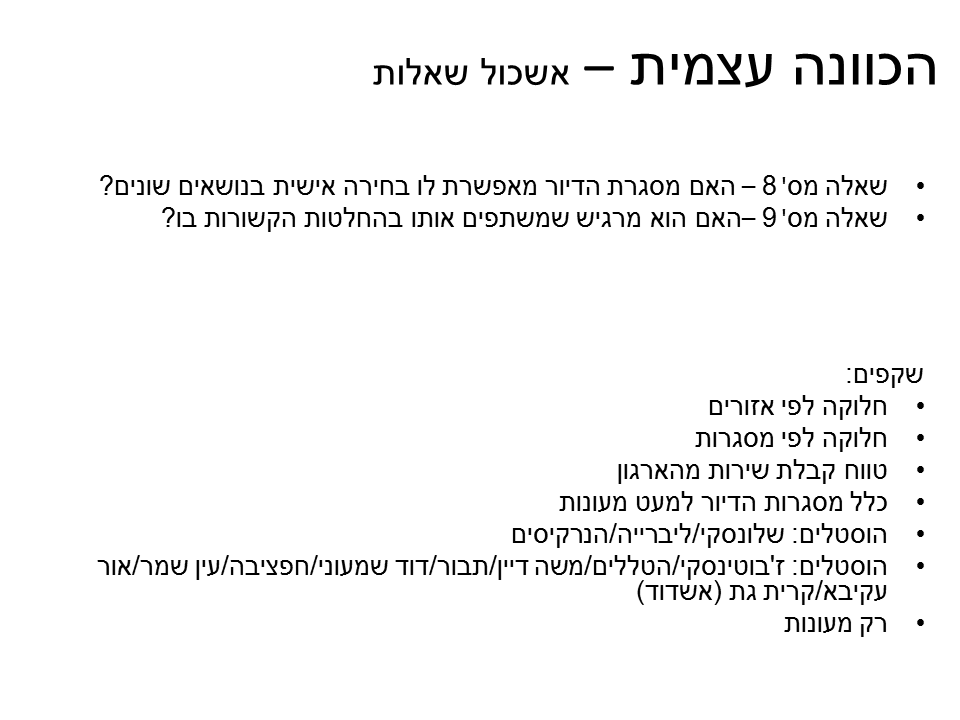 הכוונה עצמית – אשכול שאלות
• שאלה מס' 8 – האם מסגרת הדיור מאפשרת לו בחירה אישית בנושאים שונים?
• שאלה מס' 9 –האם הוא מרגיש שמשתפים אותו בהחלטות הקשורות בו?
שקפים:
• חלוקה לפי אזורים
• חלוקה לפי מסגרות
• טווח קבלת שירות מהארגון
• כלל מסגרות הדיור למעט מעונות
• הוסטלים: שלונסקי/ליברייה/הנרקיסים
• הוסטלים: ז'בוטינסקי/הטללים/משה דיין/תבור/דוד שמעוני/חפציבה/עין שמר/אור
עקיבא/קרית גת (אשדוד)
• רק מעונות